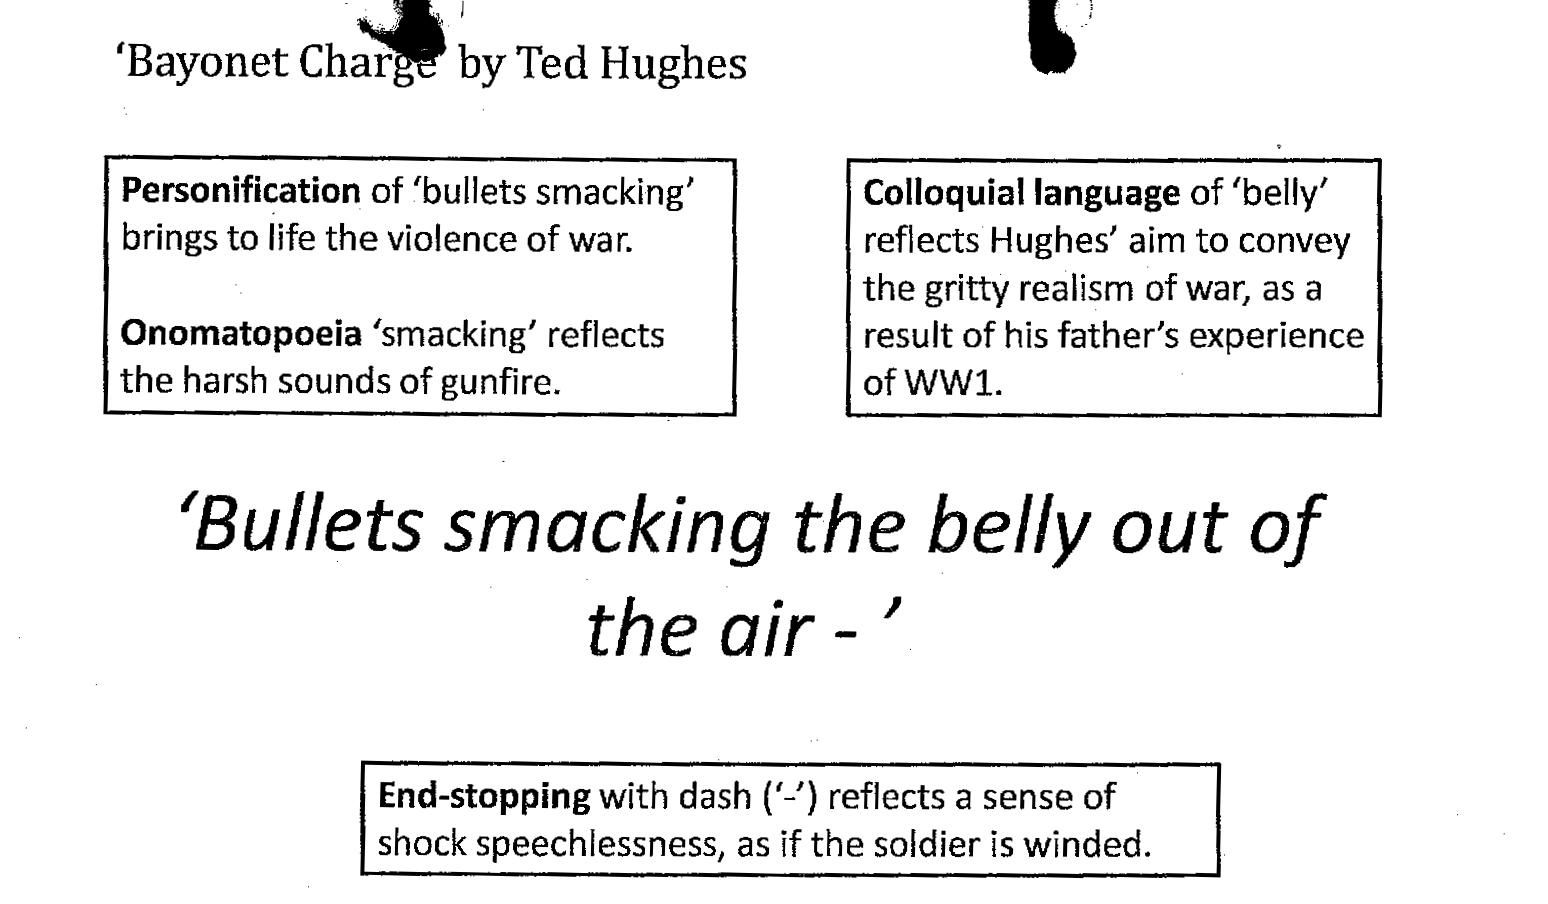 ‘Bayonet Charge’ by Ted Hughes
Personification of ‘bullets smacking’
brings to life the violence of war.
Onomatopoeia ‘smacking’ reflects
the harsh sounds of gunfire.
Colloquial language of ‘belly’
reflects Hughes’ aim to convey
the gritty realism of war, as a
result of his father’s experience
of WW1.
‘Bullets smacking the belly out of
the air - ’
End-stopping with dash (‘-’) reflects a sense of
shock speechlessness, as if the soldier is winded.